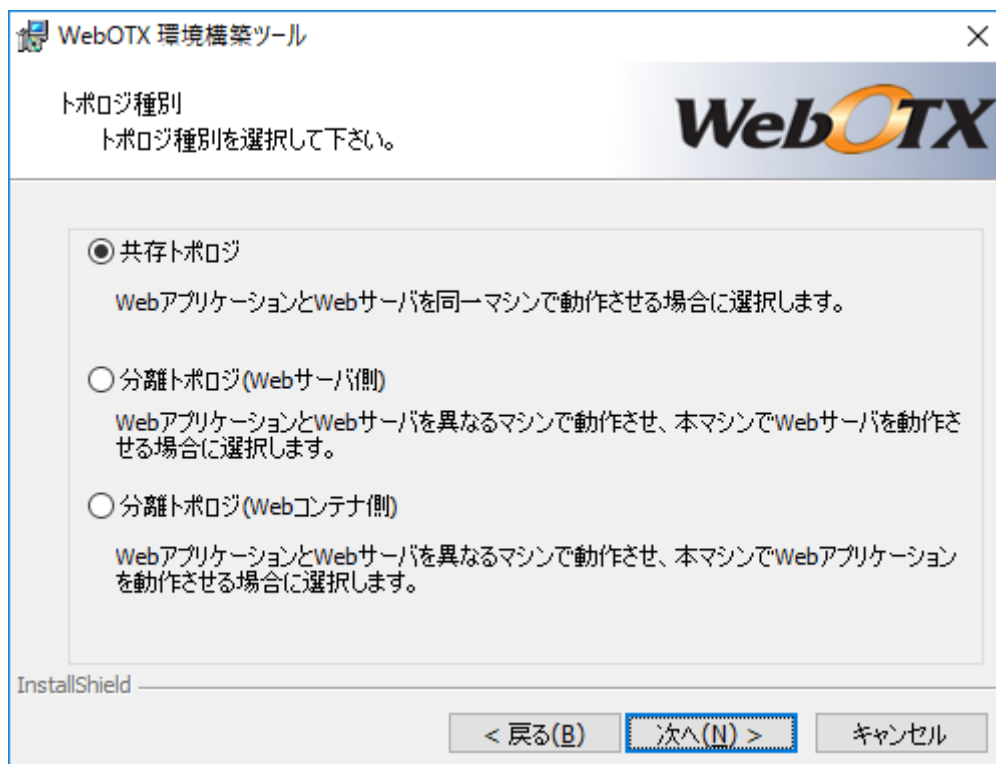 WebOTX 環境構築ツール
トポロジ種別
トポロジ種別を選択して下さい。
WebOTX
共存トポロジ
WebアプリケーションとWebサーバを同一マシンで動作させる場合に選択します。
分離トポロジ(Webサーバ側)
WebアプリケーションとWebサーバを異なるマシンで動作させ、本マシンでWebサーバを動作さ
せる場合に選択します。
分離トポロジ(Webコンテナ側)
WebアプリケーションとWebサーバを異なるマシンで動作させ、本マシンでWebアプリケーション
を動作させる場合に選択します。
InstallShield
< 戻る(B)
次へ(N) >
キャンセル